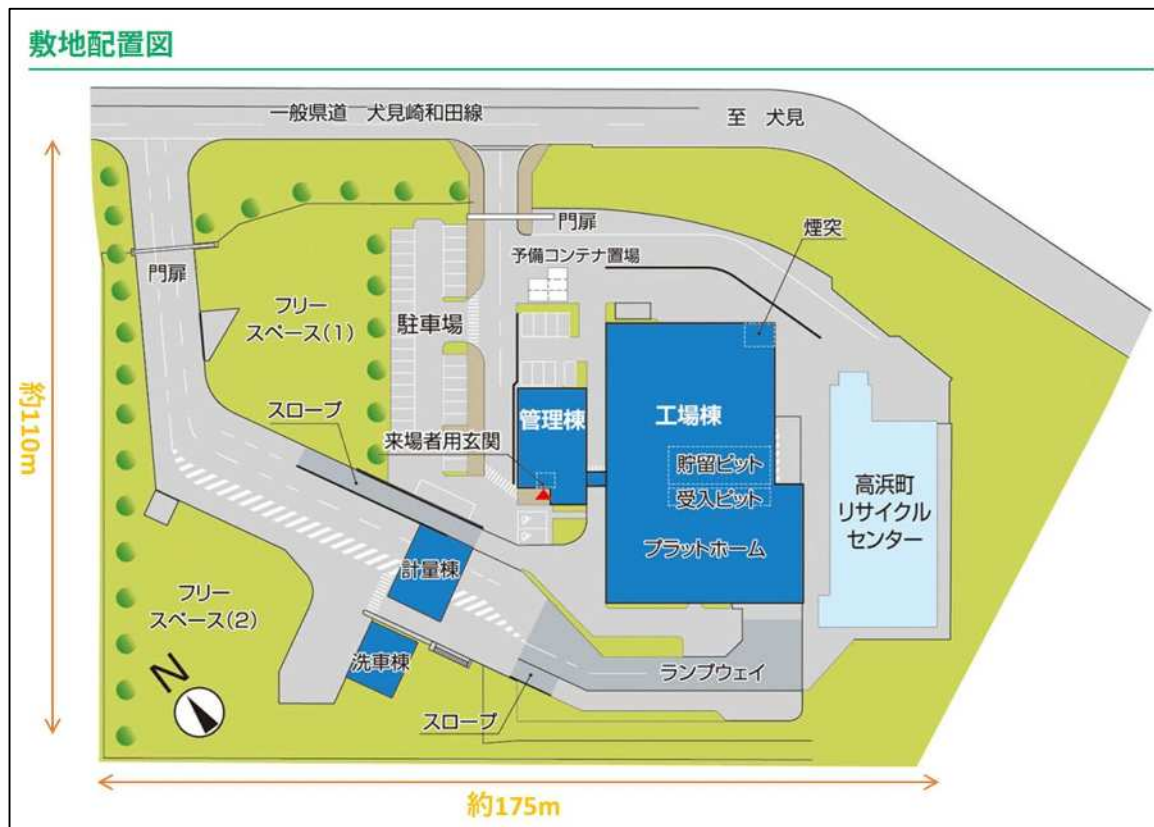 敷地配置図
一般県道 犬見崎和田線
至 犬見
門扉
煙突
予備コンテナ置場
門扉
フリー
スペース(1)
駐車場
管理棟
工場棟
スロープ
来場者用玄関
貯留ピット
受入ピット
プラットホーム
高浜町
リサイクル
センター
約110m
計量棟
フリー
スペース(2)
洗車棟
ランプウェイ
スロープ
N
約175m